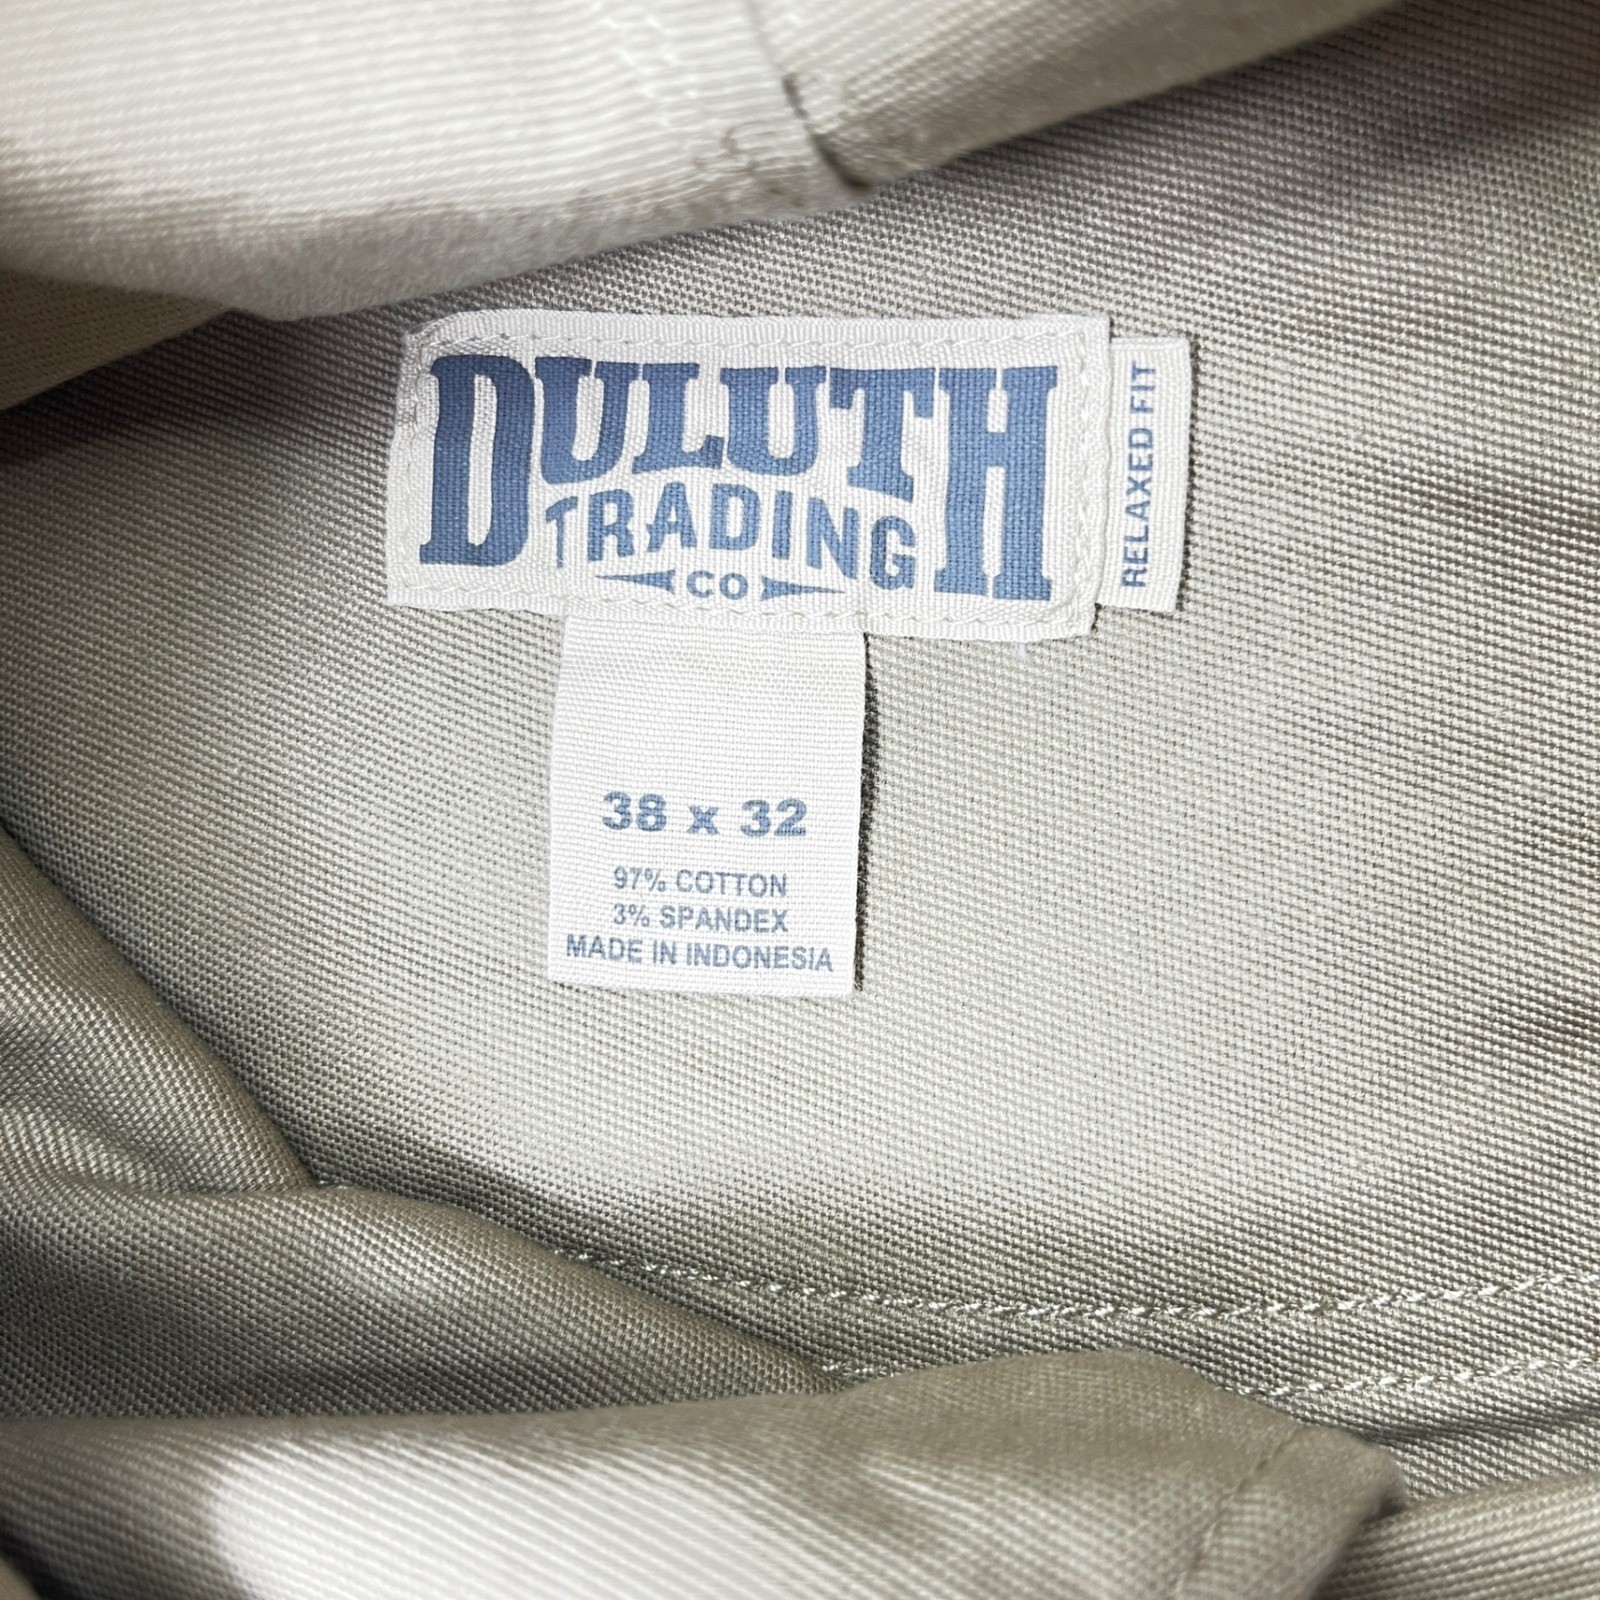 DULUTH
TRADING
CO
RELAXED FIT
38 x 32
97% COTTON
3% SPANDEX
MADE IN INDONESIA